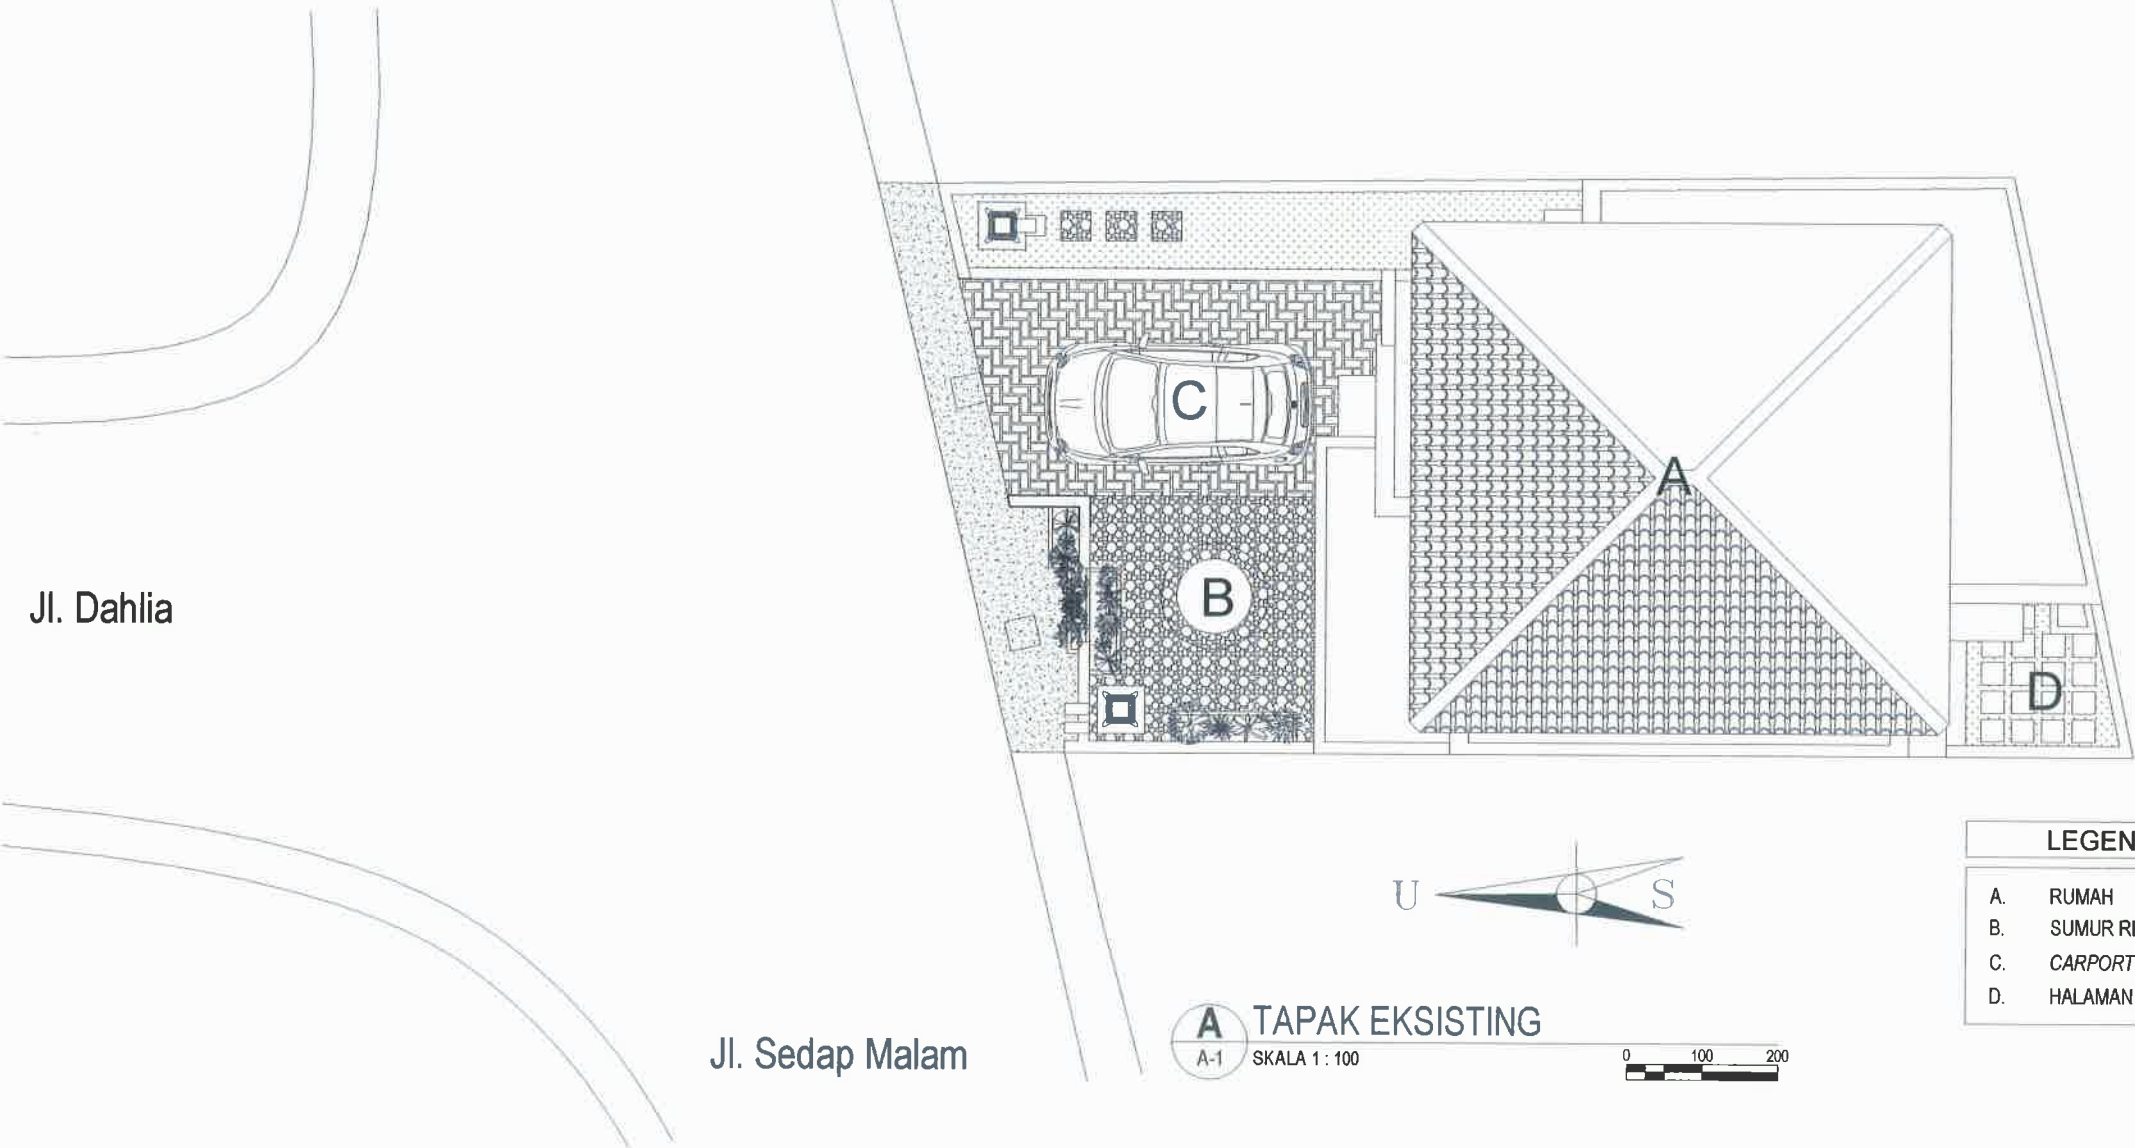 C
A
B
Jl. Dahlia
D
LEGEN
U
S
A. RUMAH
B. SUMUR
C. CARPORT
D. HALAMAN
A TAPAK EKSISTING
A-1 SKALA 1 : 100
0 100 200
Jl. Sedap Malam